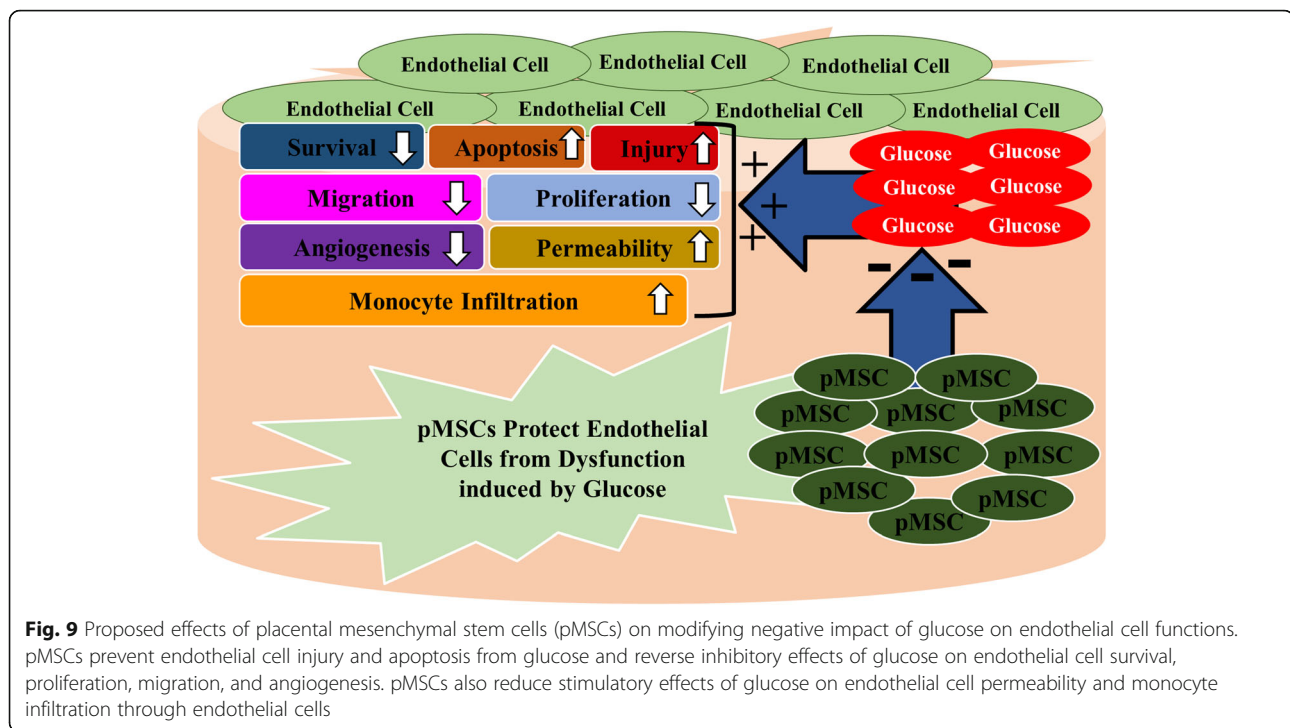 Endothelial Cell Endothelial Cell Endothelial Cell
Endothelial Cell Endothelial Cell Endothelial Cell Endothelial Cell
Survival Apoptosis Injury
Migration Proliferation
Angiogenesis Permeability
Monocyte Infiltration
+
+
+
Glucose Glucose
Glucose Glucose
Glucose Glucose
- - -
pMSC pMSC
pMSC pMSC pMSC
pMSC pMSC pMSC
pMSC pMSC
pMSC
pMSCs Protect Endothelial
Cells from Dysfunction
induced by Glucose
Fig. 9 Proposed effects of placental mesenchymal stem cells (pMSCs) on modifying negative impact of glucose on endothelial cell functions.
pMSCs prevent endothelial cell injury and apoptosis from glucose and reverse inhibitory effects of glucose on endothelial cell survival,
proliferation, migration, and angiogenesis. pMSCs also reduce stimulatory effects of glucose on endothelial cell permeability and monocyte
infiltration through endothelial cells